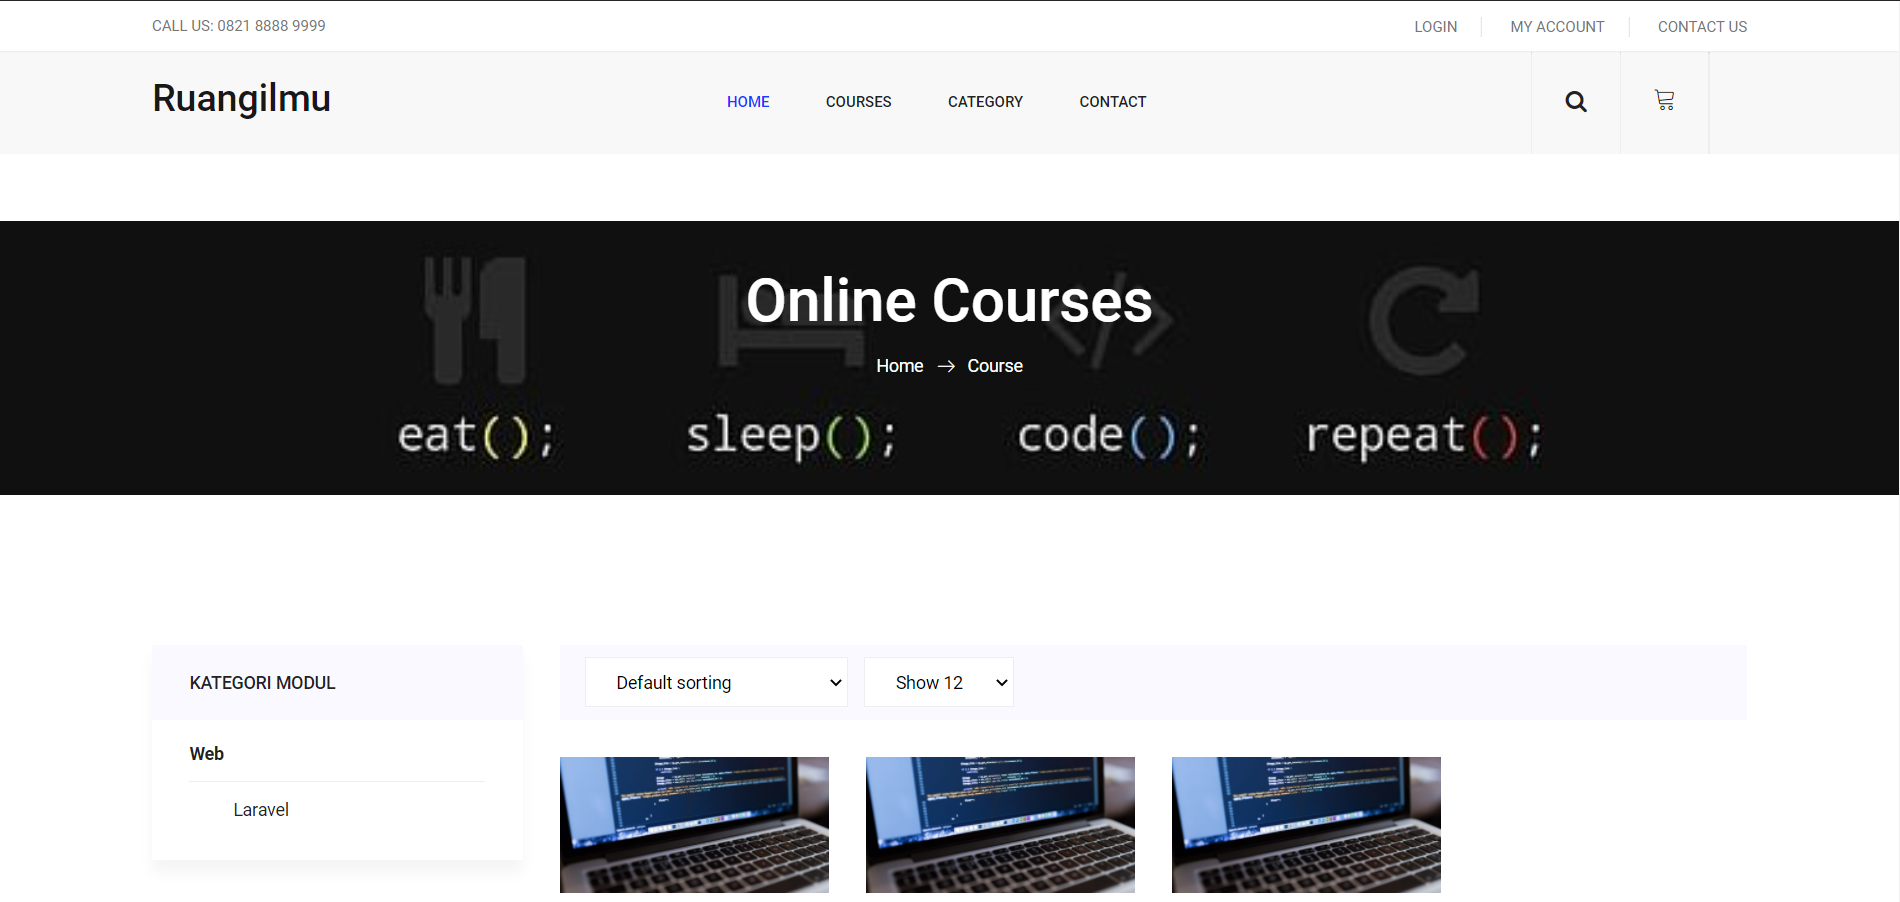 CALL US: 0821 8888 9999
LOGIN
MY ACCOUNT
CONTACT US
Ruangilmu
HOME
COURSES
CATEGORY
CONTACT
Online Courses
Home → Course
eat(); sleep(); code(); repeat();
KATEGORI MODUL
Default sorting
Show 12
Web
Laravel